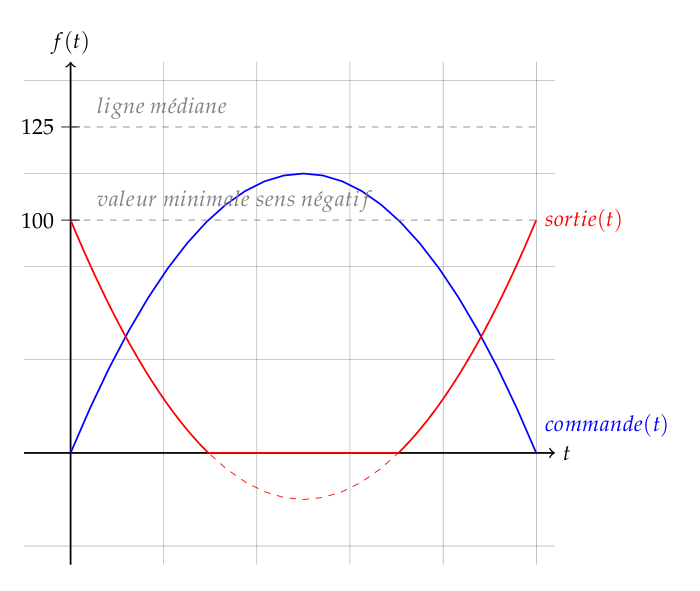 f(t)
ligne médiane
125
valeur minimale sens négatif
100
sortie(t)
commande(t)
t